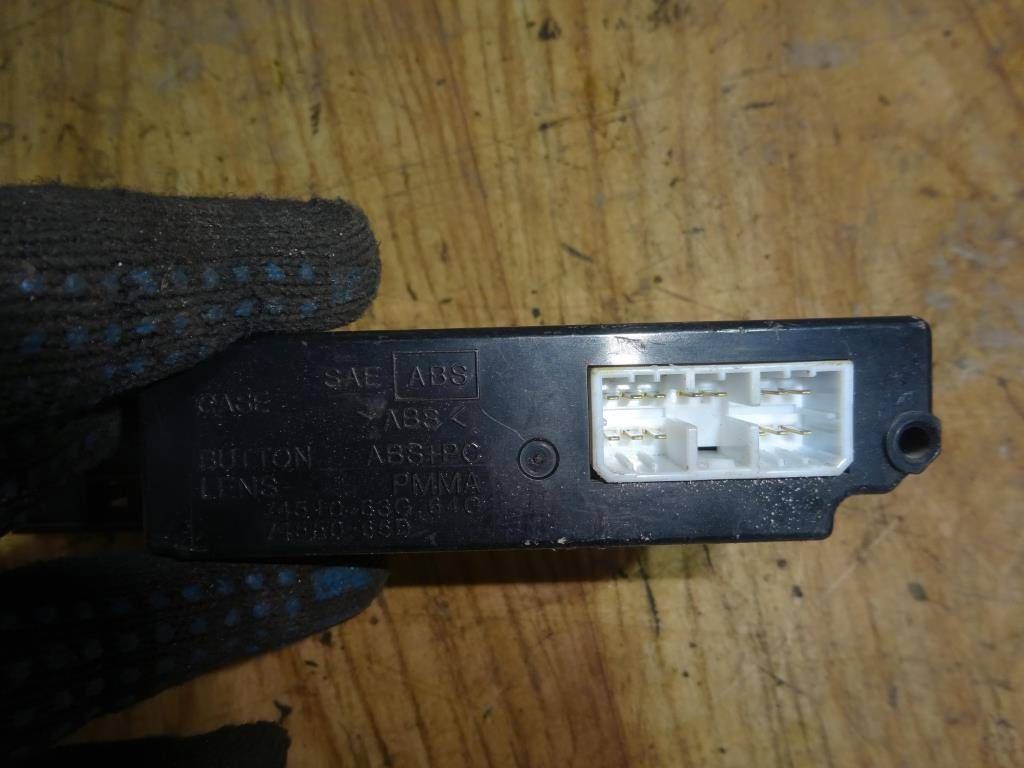 SAE ABS
CASE >ABS<
BUTTON ABS+PC
LENS PMMA